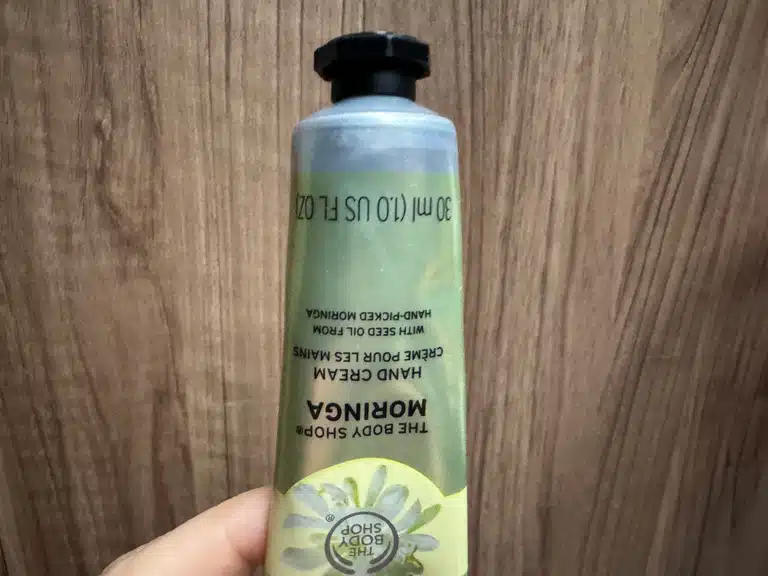 THE
BODY
SHOP
®
THE BODY SHOP®
MORINGA
HAND CREAM
CRÈME POUR LES MAINS
WITH SEED OIL FROM
HAND-PICKED MORINGA
30 ml (1.0 US FL OZ)